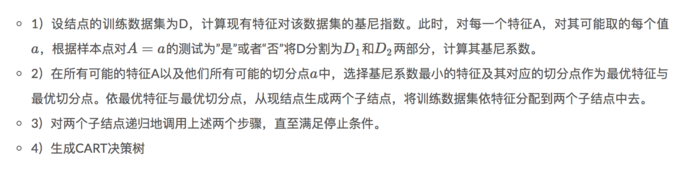 1）设结点的训练数据集为D，计算现有特征对该数据集的基尼指数。此时，对每一个特征A，对其可能取的每个值
a，根据样本点对A = a的测试为”是”或者“否”将D分割为D₁和D₂两部分，计算其基尼系数。
2）在所有可能的特征A以及他们所有可能的切分点a中，选择基尼系数最小的特征及其对应的切分点作为最优特征与
最优切分点。依最优特征与最优切分点，从现结点生成两个子结点，将训练数据集依特征分配到两个子结点中去。
3）对两个子结点递归地调用上述两个步骤，直至满足停止条件。
4）生成CART决策树